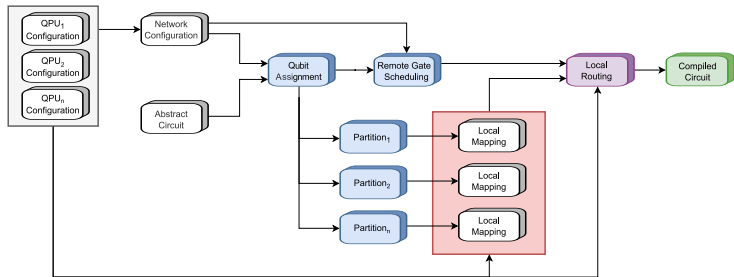 QPU1
Configuration
QPU2
Configuration
QPUn
Configuration
Network
Configuration
Abstract
Circuit
Qubit
Assignment
Remote Gate
Scheduling
Local
Routing
Compiled
Circuit
Partition1
Local
Mapping
Partition2
Local
Mapping
Partitionn
Local
Mapping